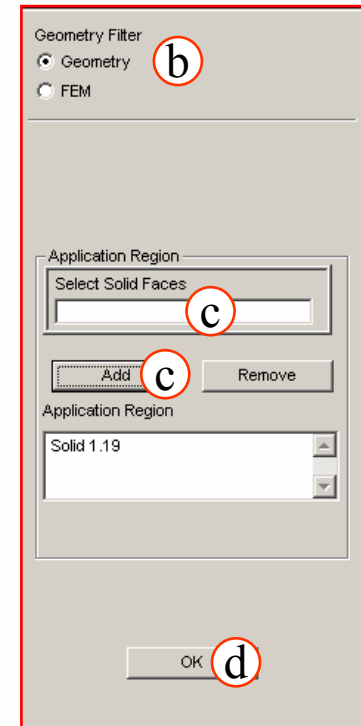 Geometry Filter
Geometry b
FEM
Application Region
Select Solid Faces
c
Add c Remove
Application Region
Solid 1.19
OK d